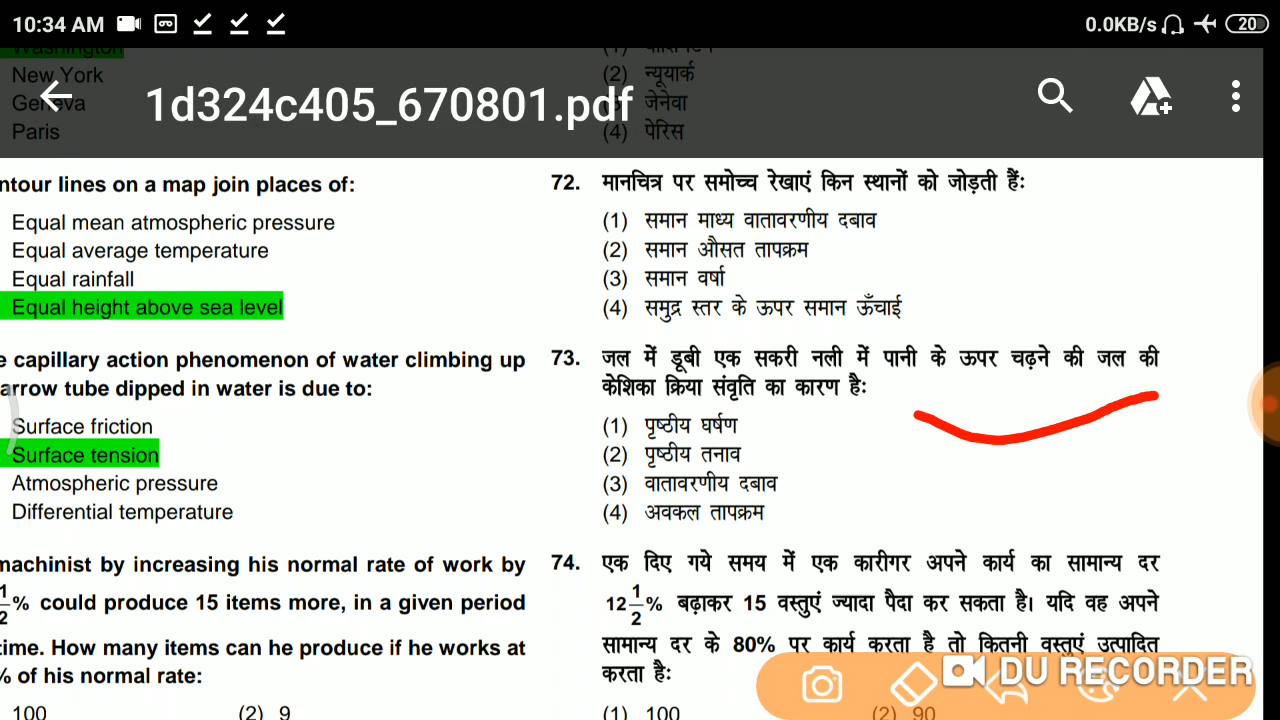 10:34 AM
0.0KB/s
20
Washington
New York
(2) न्यूयार्क
1d324c405_670801.pdf
Geneva
जेनेवा
Paris
(4) पेरिस
ntour lines on a map join places of:
Equal mean atmospheric pressure
Equal average temperature
Equal rainfall
Equal height above sea level
72. मानचित्र पर समोच्च रेखाएं किन स्थानों को जोड़ती हैंः
(1) समान माध्य वातावरणीय दबाव
(2) समान औसत तापक्रम
(3) समान वर्षा
(4) समुद्र स्तर के ऊपर समान ऊँचाई
e capillary action phenomenon of water climbing up
arrow tube dipped in water is due to:
Surface friction
Surface tension
Atmospheric pressure
Differential temperature
73. जल में डूबी एक सकरी नली में पानी के ऊपर चढ़ने की जल की
केशिका क्रिया संवृति का कारण हैः
(1) पृष्ठीय घर्षण
(2) पृष्ठीय तनाव
(3) वातावरणीय दबाव
(4) अवकल तापक्रम
machinist by increasing his normal rate of work by
1/2% could produce 15 items more, in a given period
time. How many items can he produce if he works at
% of his normal rate:
100 (2) 9
74. एक दिए गये समय में एक कारीगर अपने कार्य का सामान्य दर
12 1/2% बढ़ाकर 15 वस्तुएं ज्यादा पैदा कर सकता है। यदि वह अपने
सामान्य दर के 80% पर कार्य करता है तो कितनी वस्तुएं उत्पादित
करता हैः
(1) 100 (2) 90
DU RECORDER